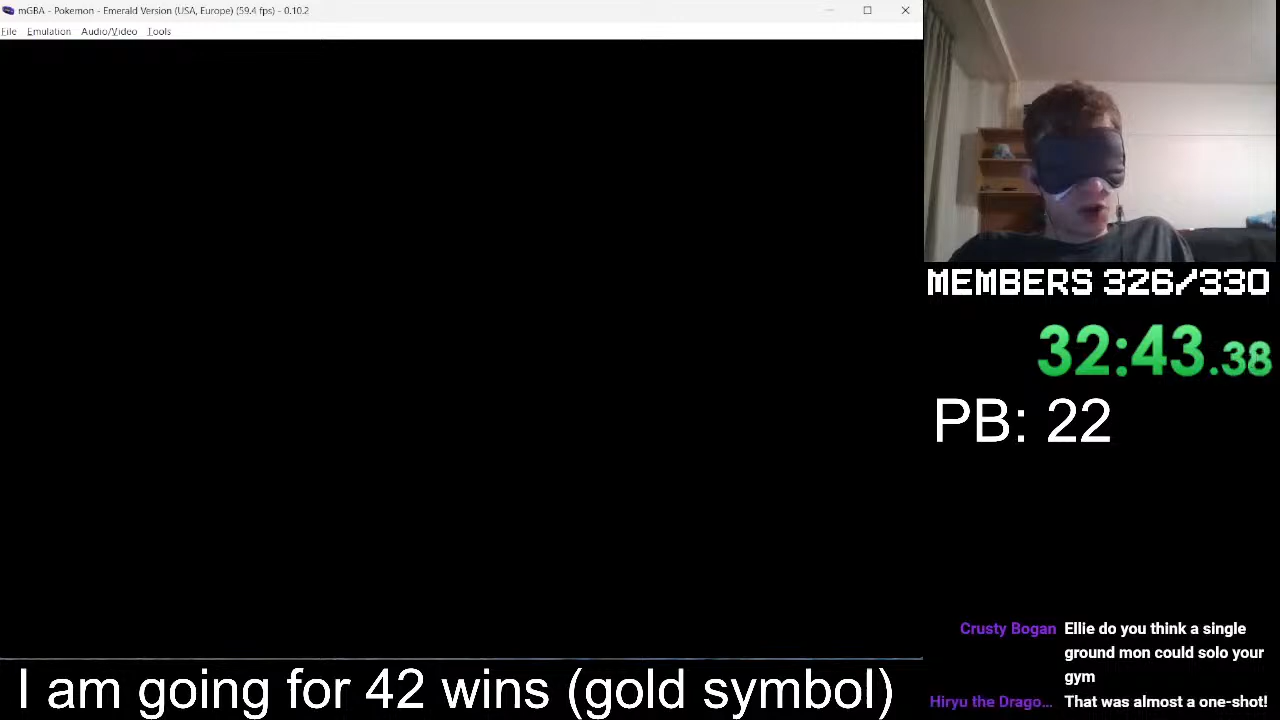 mGBA - Pokemon - Emerald Version (USA, Europe) (59.4 fps) - 0.10.2
File Emulation Audio/Video Tools
MEMBERS 326/330
32:43.38
PB: 22
Crusty Bogan Ellie do you think a single
ground mon could solo your
gym
Hiryu the Drago... That was almost a one-shot!
I am going for 42 wins (gold symbol)